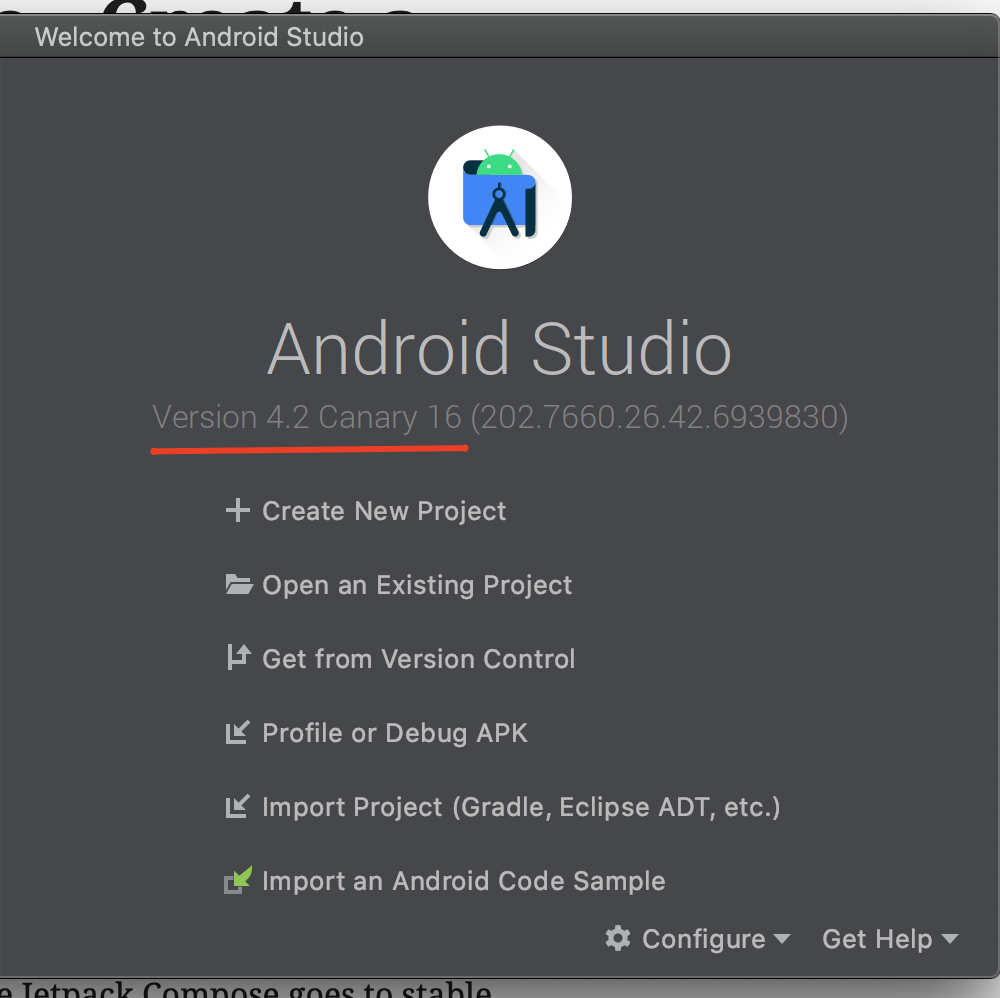 Create a
Welcome to Android Studio
Android Studio
Version 4.2 Canary 16 (202.7660.26.42.6939830)
Create New Project
Open an Existing Project
Get from Version Control
Profile or Debug APK
Import Project (Gradle, Eclipse ADT, etc.)
Import an Android Code Sample
Configure Get Help
Jetpack Compose goes to stable